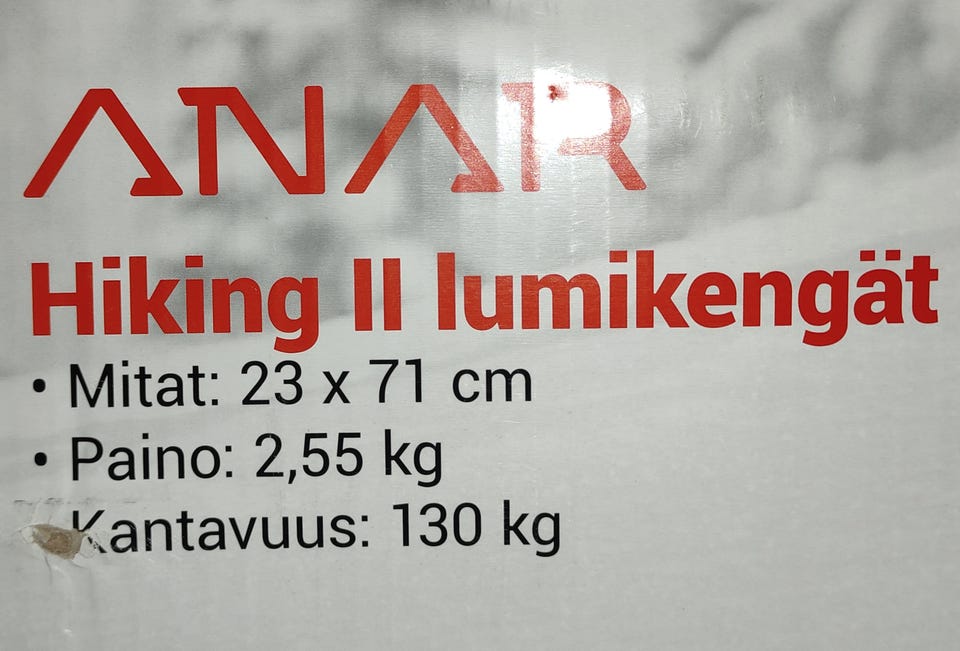 ANAR
Hiking II lumikengät
• Mitat: 23 x 71 cm
• Paino: 2,55 kg
Kantavuus: 130 kg